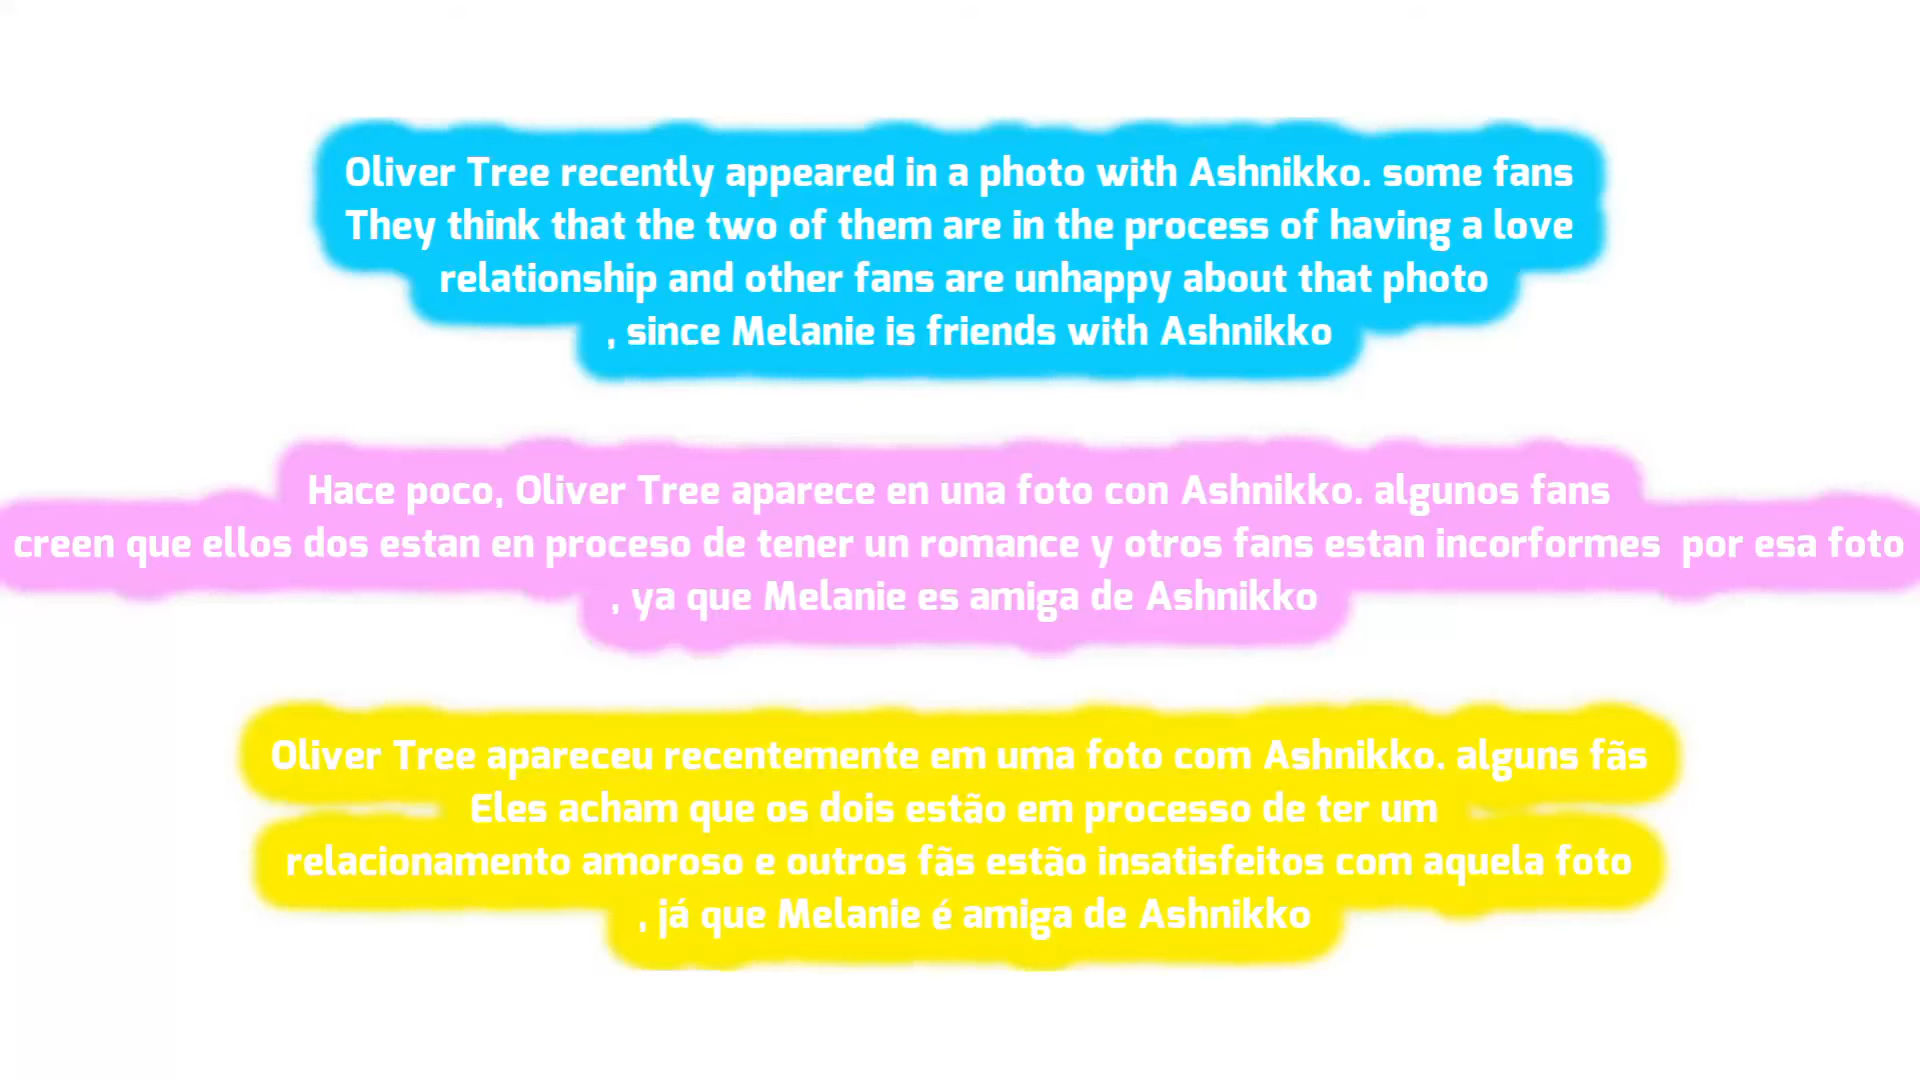 Oliver Tree recently appeared in a photo with Ashnikko. some fans
They think that the two of them are in the process of having a love
relationship and other fans are unhappy about that photo
, since Melanie is friends with Ashnikko
Hace poco, Oliver Tree aparece en una foto con Ashnikko. algunos fans
creen que ellos dos estan en proceso de tener un romance y otros fans estan incorformes  por esa foto
, ya que Melanie es amiga de Ashnikko
Oliver Tree apareceu recentemente em uma foto com Ashnikko. alguns fãs
Eles acham que os dois estão em processo de ter um
relacionamento amoroso e outros fãs estão insatisfeitos com aquela foto
, já que Melanie é amiga de Ashnikko